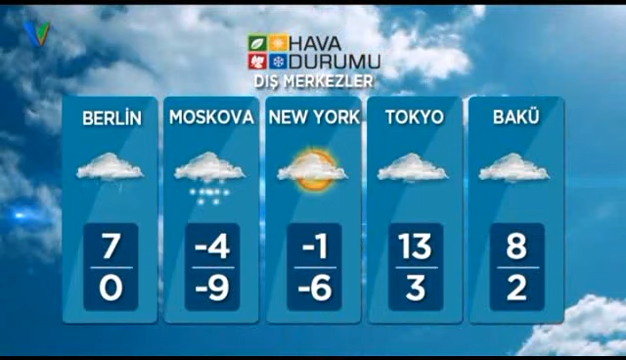 HAVA
DURUMU
DIŞ MERKEZLER
BERLİN MOSKOVA NEW YORK TOKYO BAKÜ
7 -4 -1 13 8
0 -9 -6 3 2